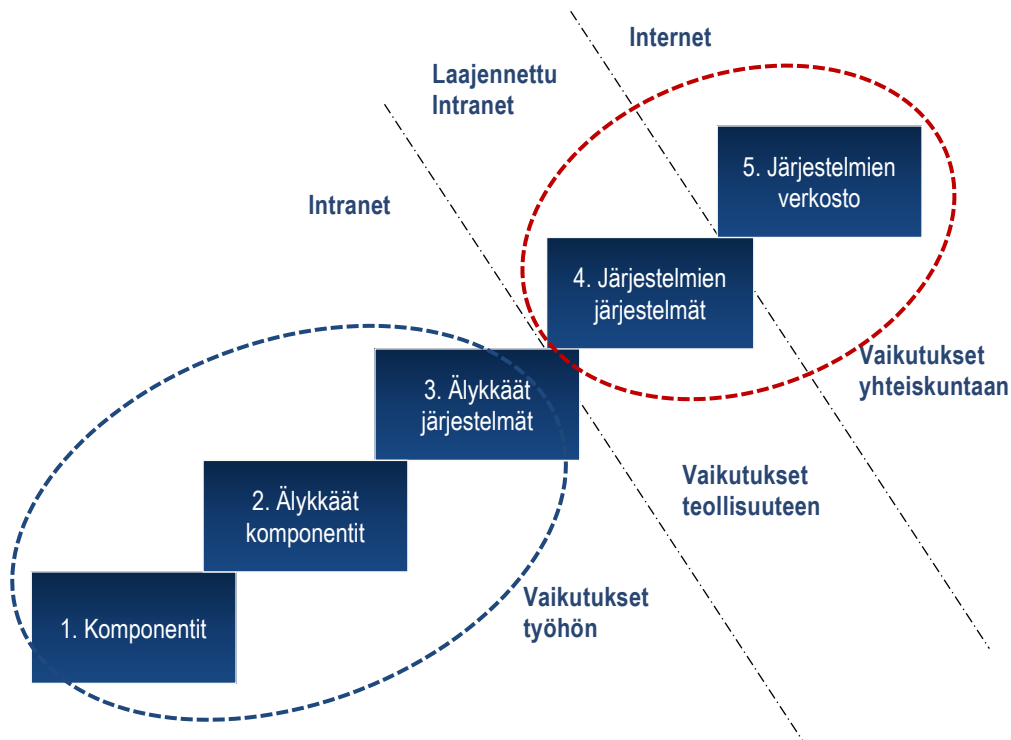 Internet
Laajennettu
Intranet
Intranet
5. Järjestelmien
verkosto
4. Järjestelmien
järjestelmät
Vaikutukset
yhteiskuntaan
3. Älykkäät
järjestelmät
Vaikutukset
teollisuuteen
2. Älykkäät
komponentit
Vaikutukset
työhön
1. Komponentit